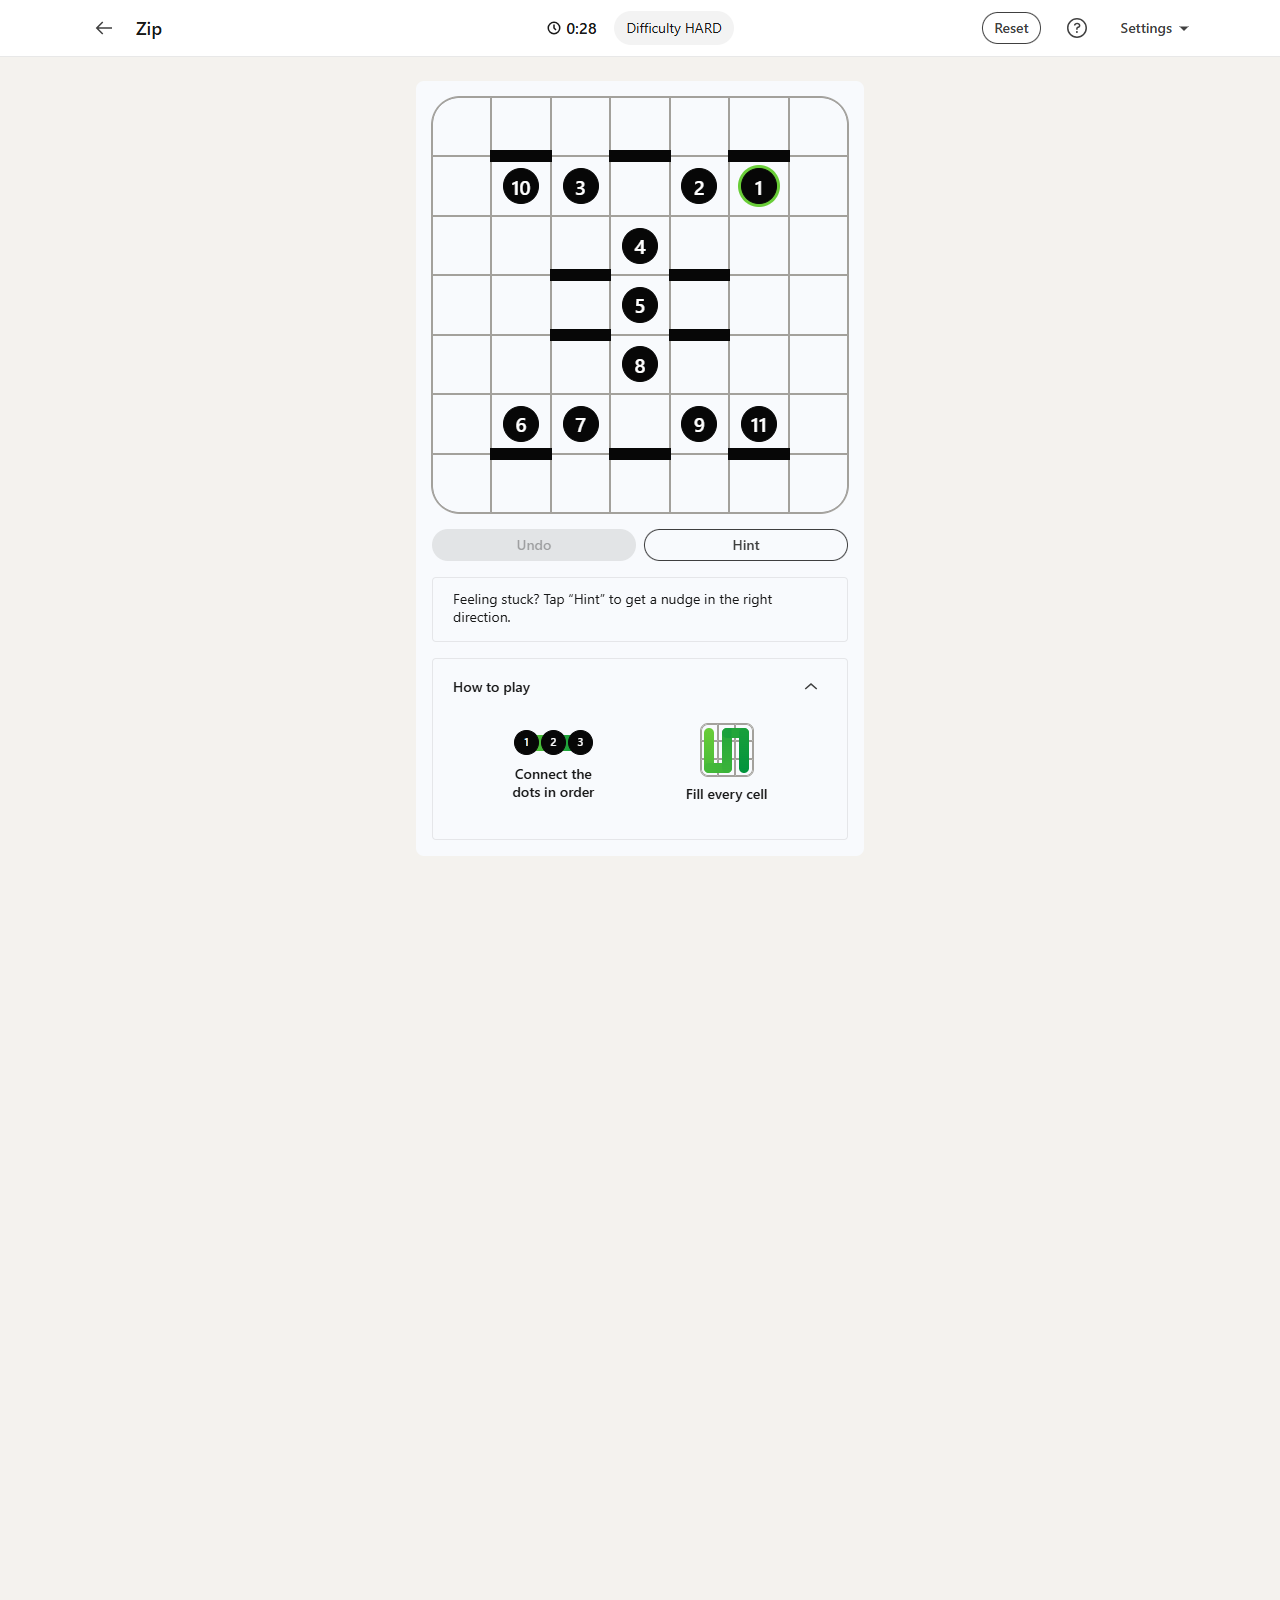 Zip
0:28
Difficulty HARD
Reset
Settings
10 3 2 1
4
5
8
6 7 9 11
Undo
Hint
Feeling stuck? Tap “Hint” to get a nudge in the right
direction.
How to play
1 2 3
Connect the
dots in order
Fill every cell